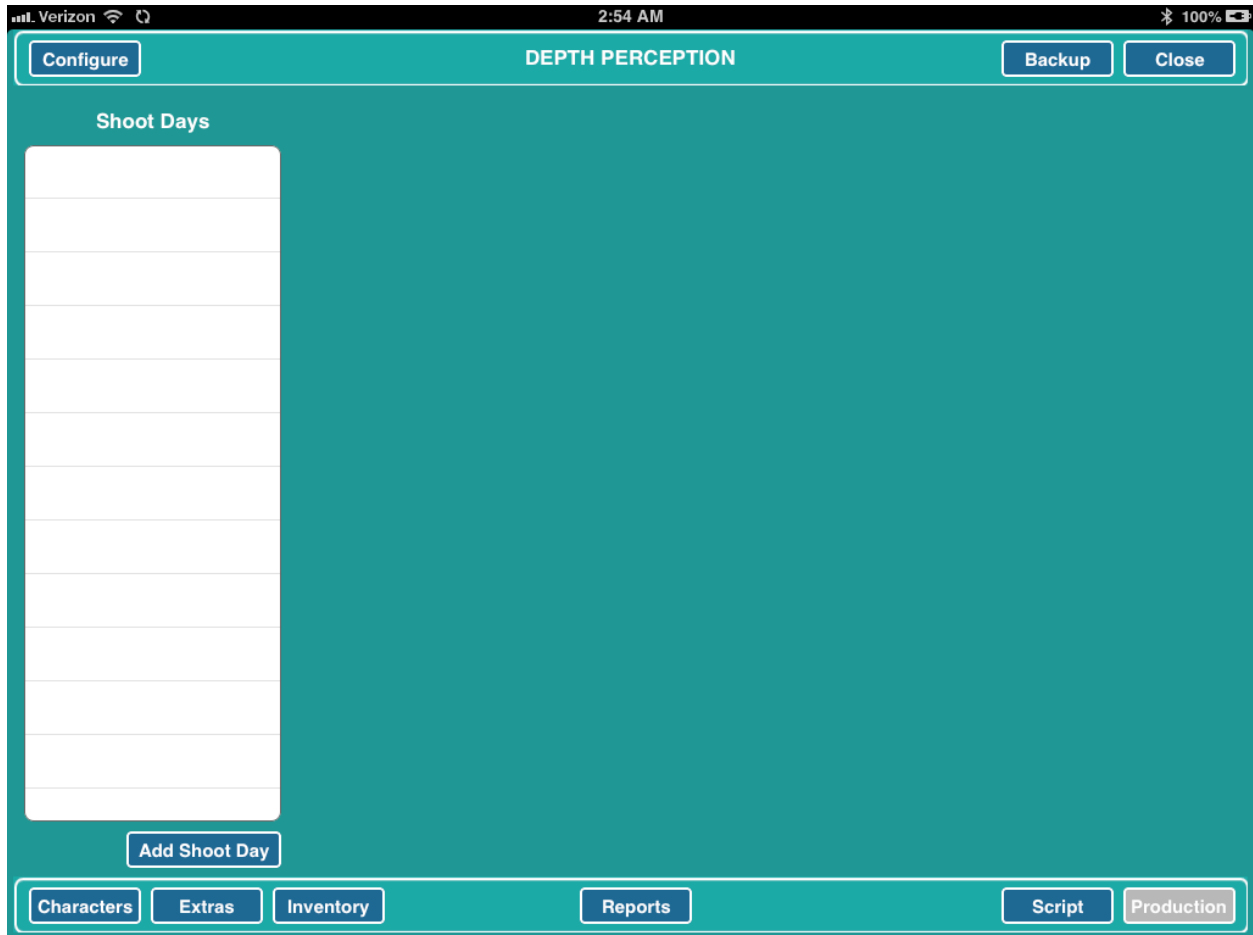 Verizon 2:54 AM 100%
Configure DEPTH PERCEPTION Backup Close
Shoot Days
Add Shoot Day
Characters Extras Inventory Reports Script Production